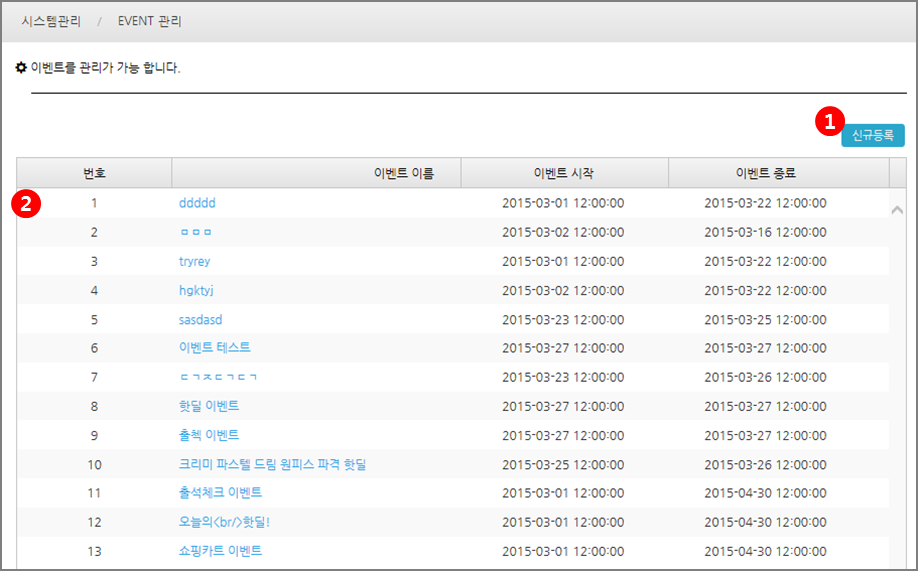 시스템관리 / EVENT 관리
이벤트를 관리가 가능 합니다.
1
신규등록
번호 이벤트 이름 이벤트 시작 이벤트 종료
2
1 ddddd 2015-03-01 12:00:00 2015-03-22 12:00:00
2 ㅁㅁㅁ 2015-03-02 12:00:00 2015-03-16 12:00:00
3 tryrey 2015-03-01 12:00:00 2015-03-22 12:00:00
4 hgktyj 2015-03-02 12:00:00 2015-03-22 12:00:00
5 sasdasd 2015-03-23 12:00:00 2015-03-25 12:00:00
6 이벤트 테스트 2015-03-27 12:00:00 2015-03-27 12:00:00
7 ㄷㄱㅈㄷㄱㄷㄱ 2015-03-23 12:00:00 2015-03-26 12:00:00
8 핫딜 이벤트 2015-03-27 12:00:00 2015-03-27 12:00:00
9 출첵 이벤트 2015-03-27 12:00:00 2015-03-27 12:00:00
10 크리미 파스텔 드림 원피스 파격 핫딜 2015-03-25 12:00:00 2015-03-26 12:00:00
11 출석체크 이벤트 2015-03-01 12:00:00 2015-04-30 12:00:00
12 오늘의<br/>핫딜! 2015-03-01 12:00:00 2015-04-30 12:00:00
13 쇼핑카트 이벤트 2015-03-01 12:00:00 2015-04-30 12:00:00